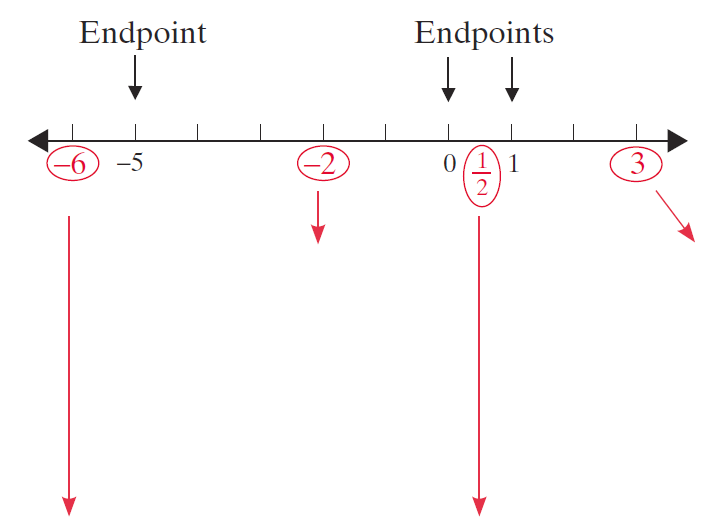 Endpoint Endpoints
–6 –5 –2 0 1/2 1 3